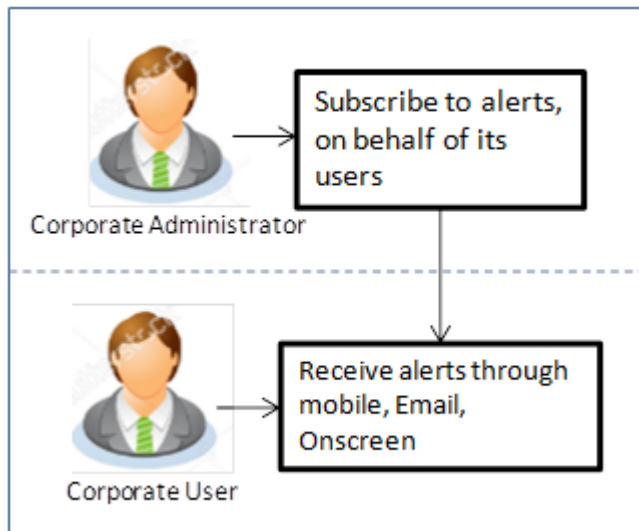 Subscribe to alerts,
on behalf of its
users
Corporate Administrator
Receive alerts through
mobile, Email,
Onscreen
Corporate User